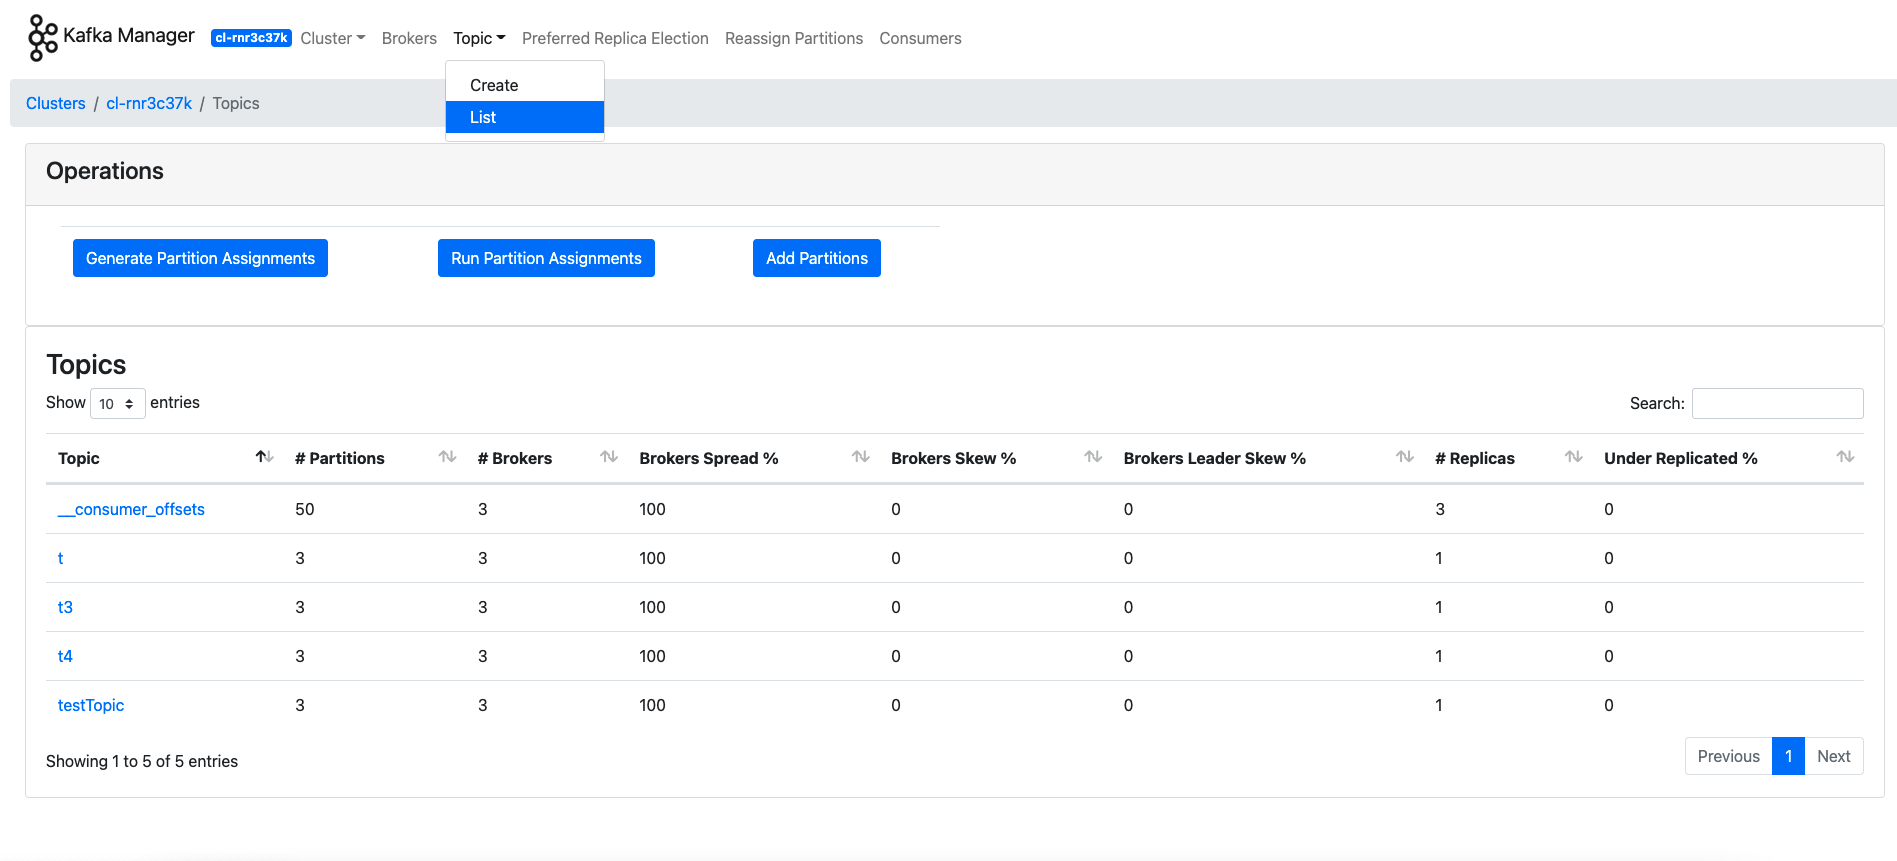 Kafka Manager cl-rnr3c37k Cluster Brokers Topic Preferred Replica Election Reassign Partitions Consumers
Create
List
Clusters / cl-rnr3c37k / Topics
Operations
Generate Partition Assignments Run Partition Assignments Add Partitions
Topics
Show 10 entries Search:
Topic # Partitions # Brokers Brokers Spread % Brokers Skew % Brokers Leader Skew % # Replicas Under Replicated %
__consumer_offsets 50 3 100 0 0 3 0
t 3 3 100 0 0 1 0
t3 3 3 100 0 0 1 0
t4 3 3 100 0 0 1 0
testTopic 3 3 100 0 0 1 0
Showing 1 to 5 of 5 entries Previous 1 Next